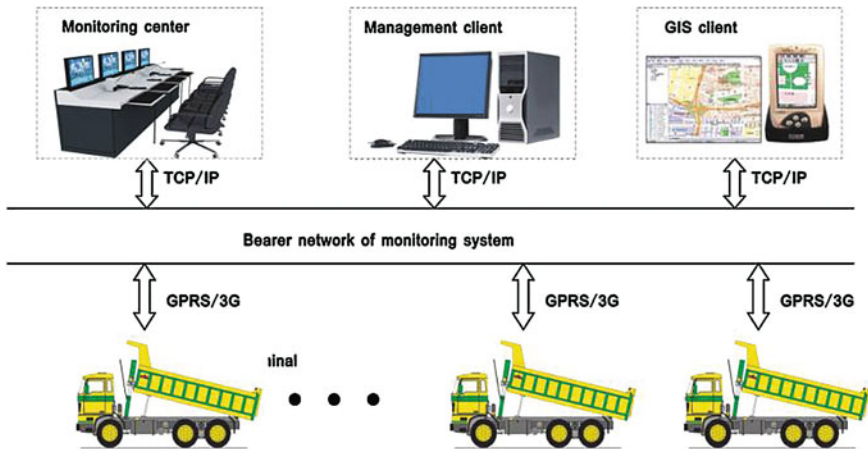 Monitoring center
Management client
GIS client
TCP/IP
TCP/IP
TCP/IP
Bearer network of monitoring system
GPRS/3G
GPRS/3G
GPRS/3G